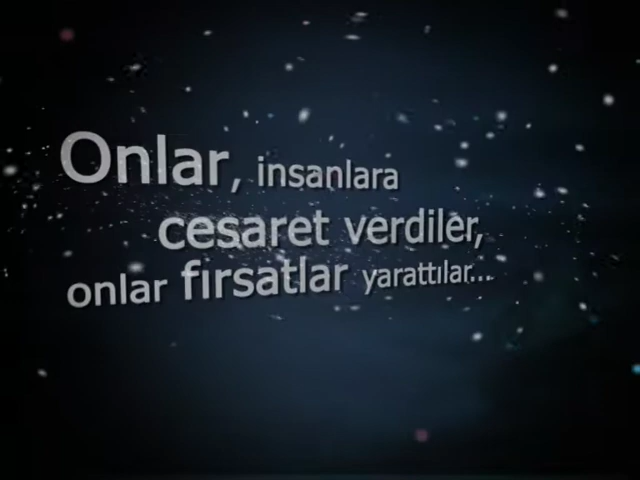 Onlar, insanlara
cesaret verdiler,
onlar fırsatlar yarattılar...